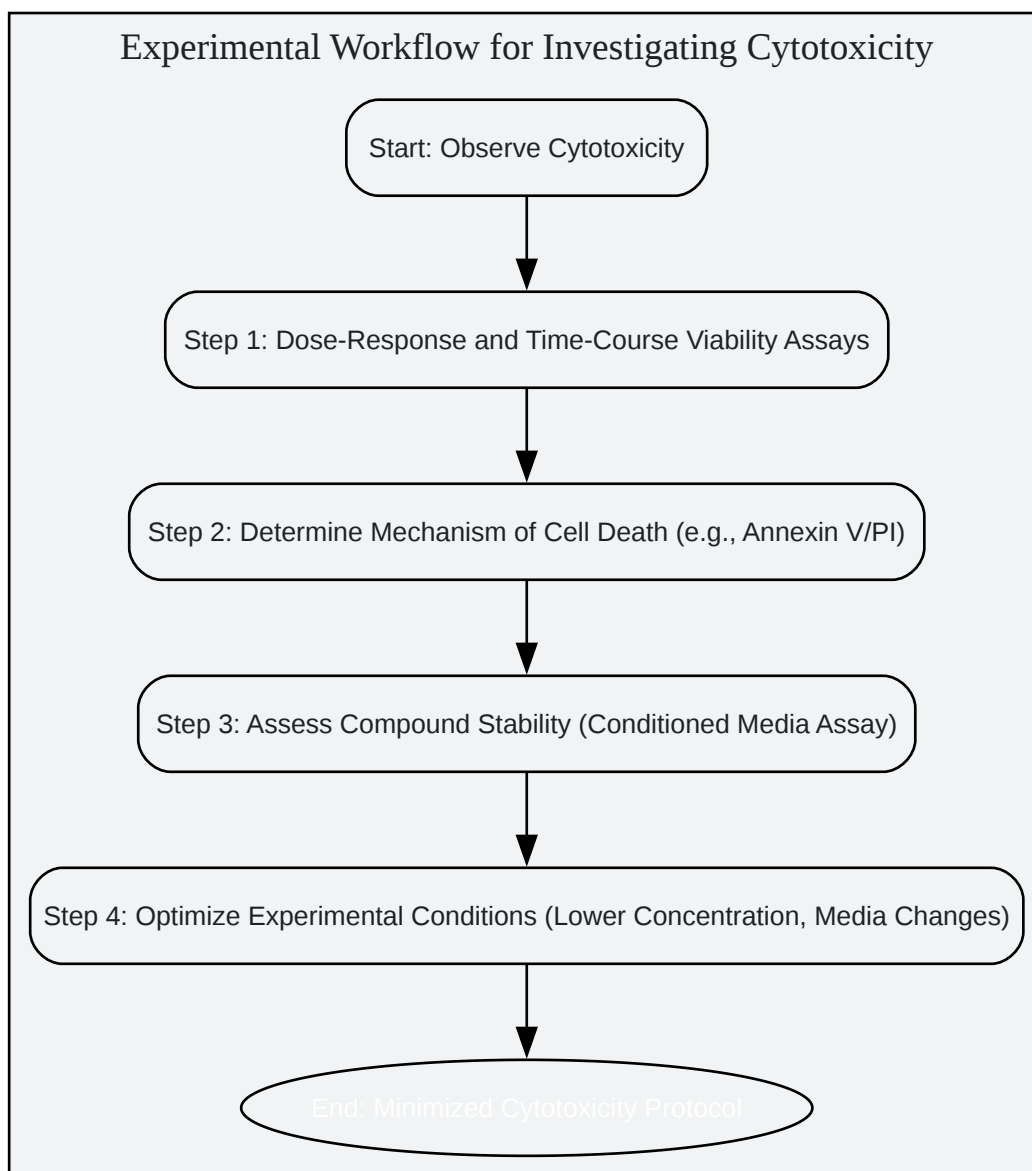 Experimental Workflow for Investigating Cytotoxicity
Start: Observe Cytotoxicity
Step 1: Dose-Response and Time-Course Viability Assays
Step 2: Determine Mechanism of Cell Death (e.g., Annexin V/PI)
Step 3: Assess Compound Stability (Conditioned Media Assay)
Step 4: Optimize Experimental Conditions (Lower Concentration, Media Changes)
End: Minimized Cytotoxicity Protocol